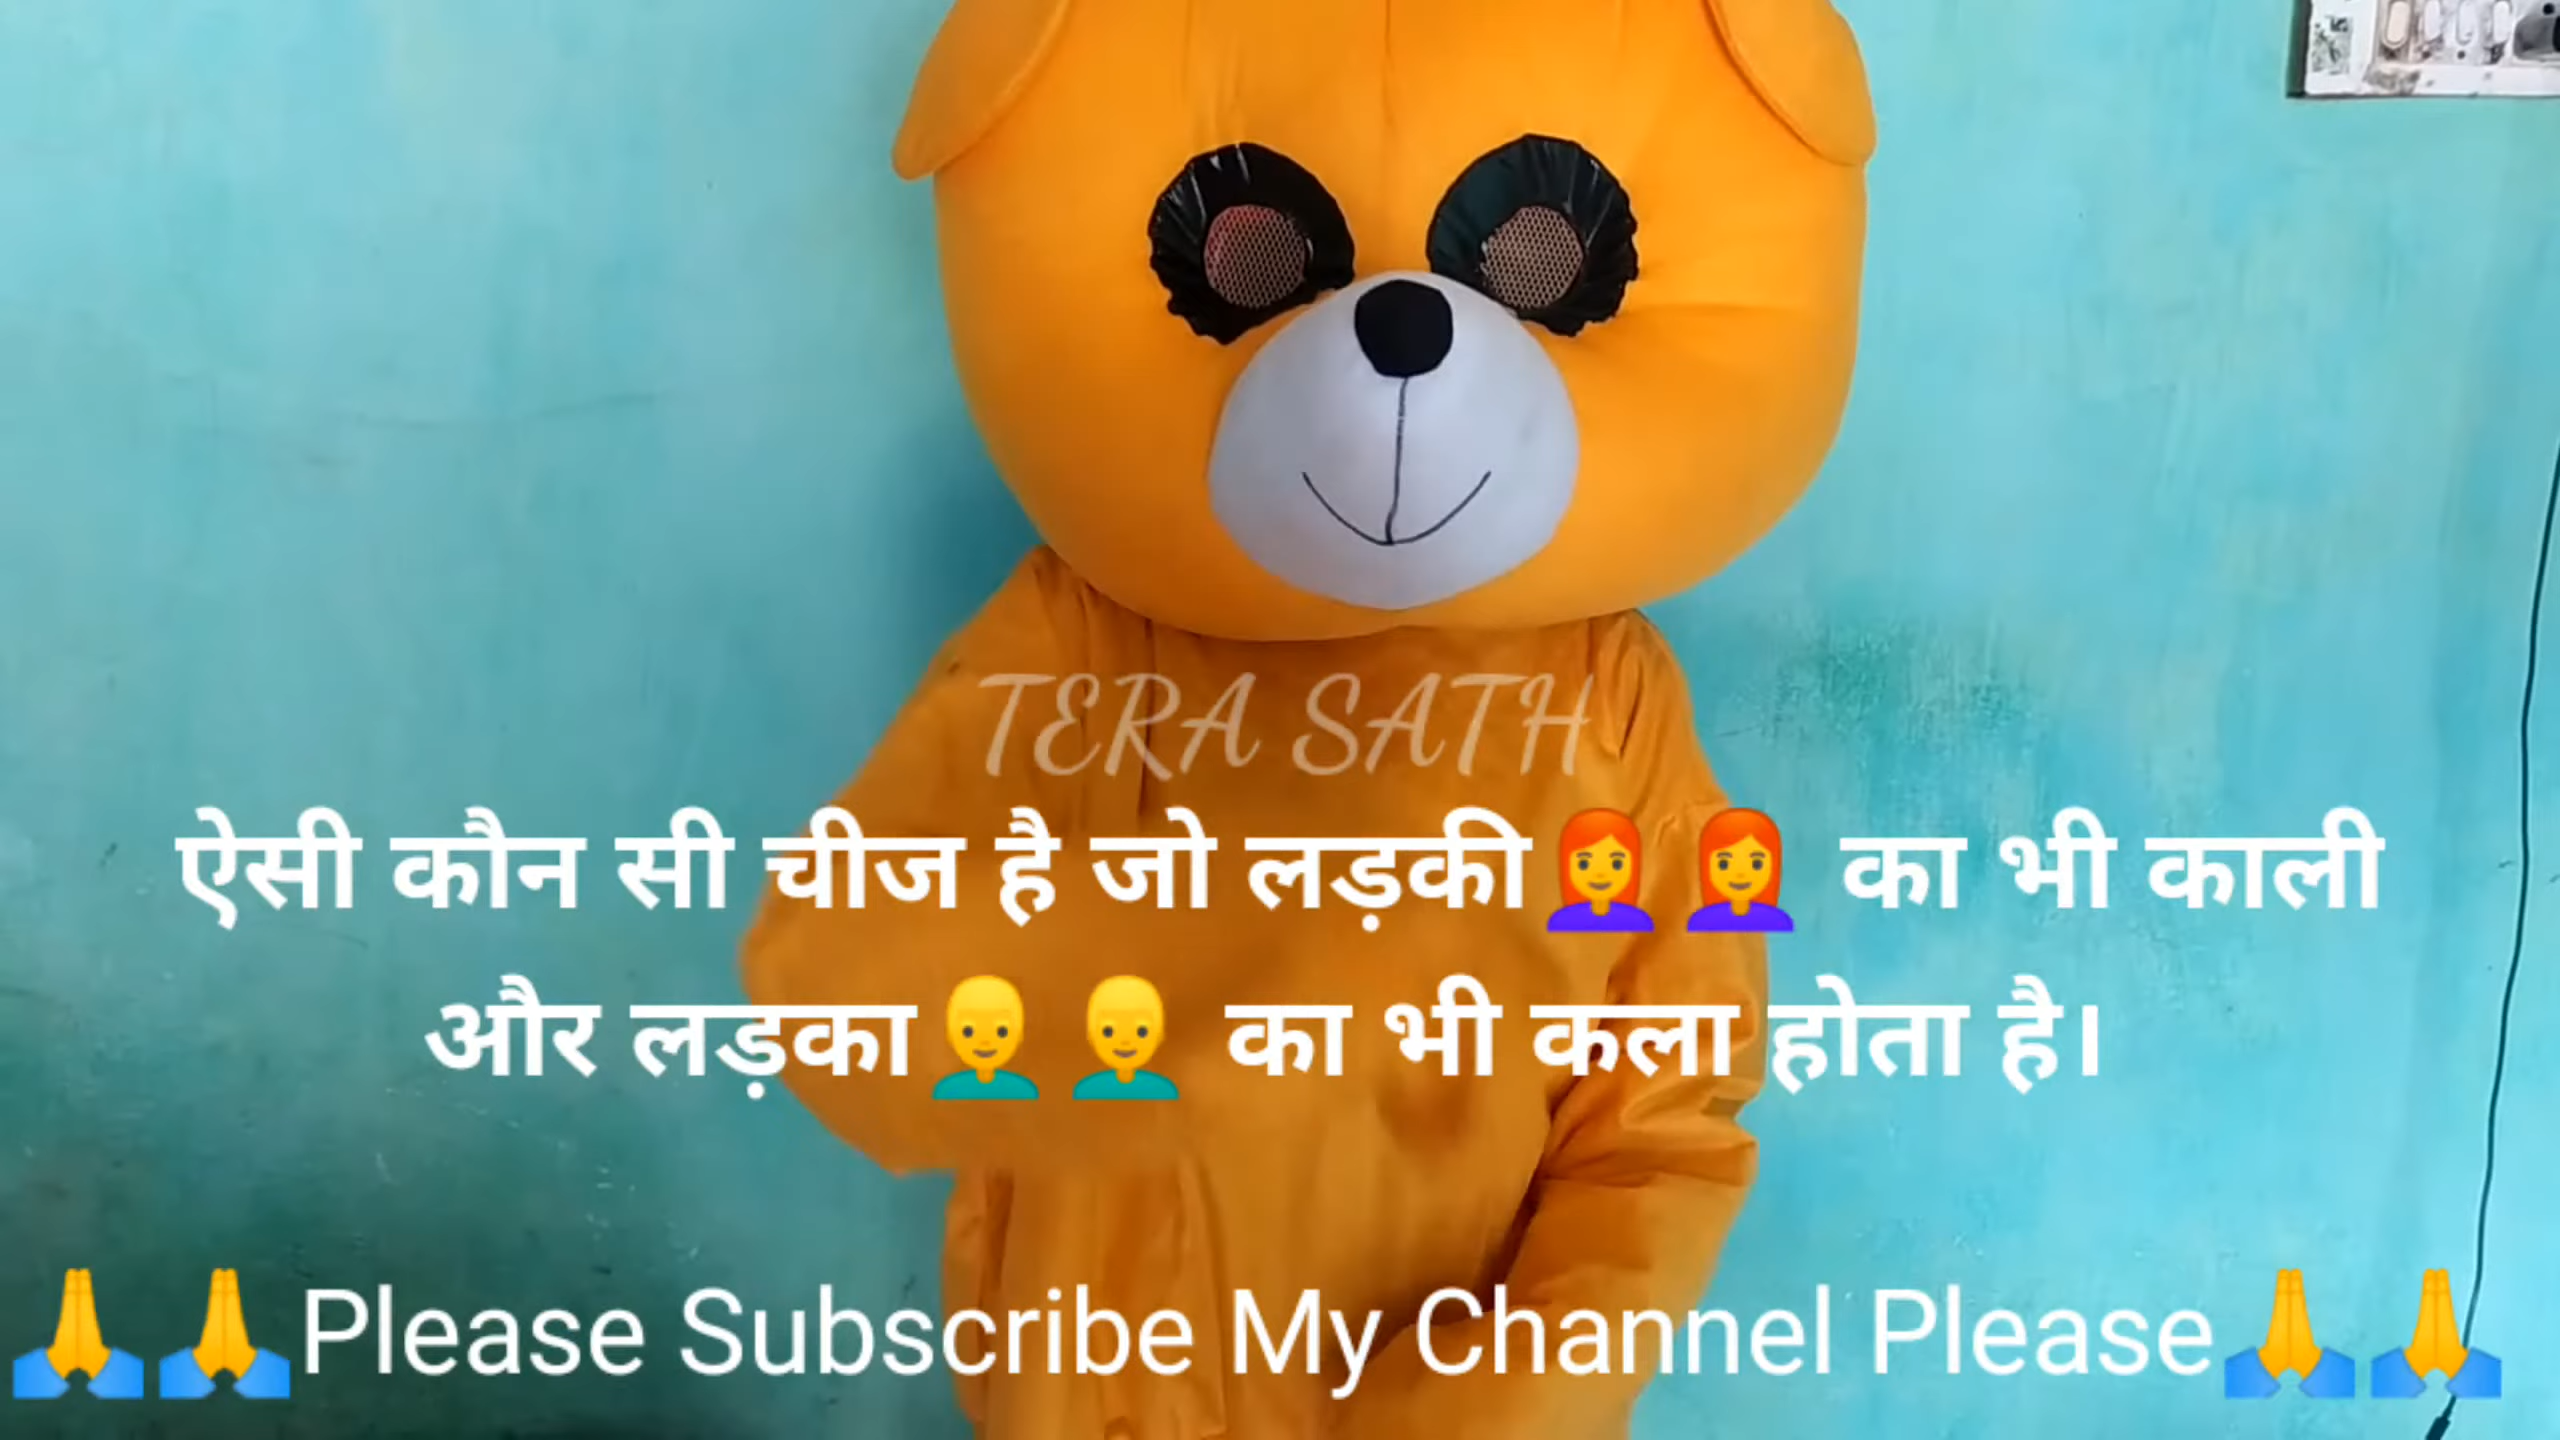 TERA SATH
ऐसी कौन सी चीज है जो लड़की👩‍🦰👩‍🦰 का भी काली
और लड़का👨‍🦲👨‍🦲 का भी कला होता है।
🙏🙏Please Subscribe My Channel Please🙏🙏